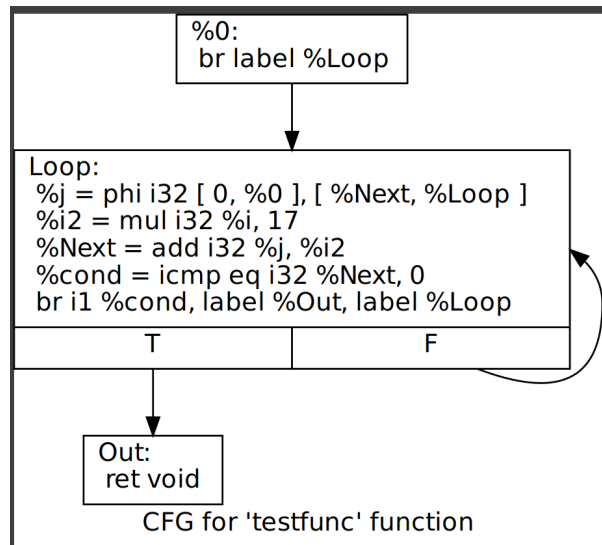 %0:
br label %Loop
Loop:
%j = phi i32 [ 0, %0 ], [ %Next, %Loop ]
%i2 = mul i32 %i, 17
%Next = add i32 %j, %i2
%cond = icmp eq i32 %Next, 0
br i1 %cond, label %Out, label %Loop
T F
Out:
ret void
CFG for 'testfunc' function